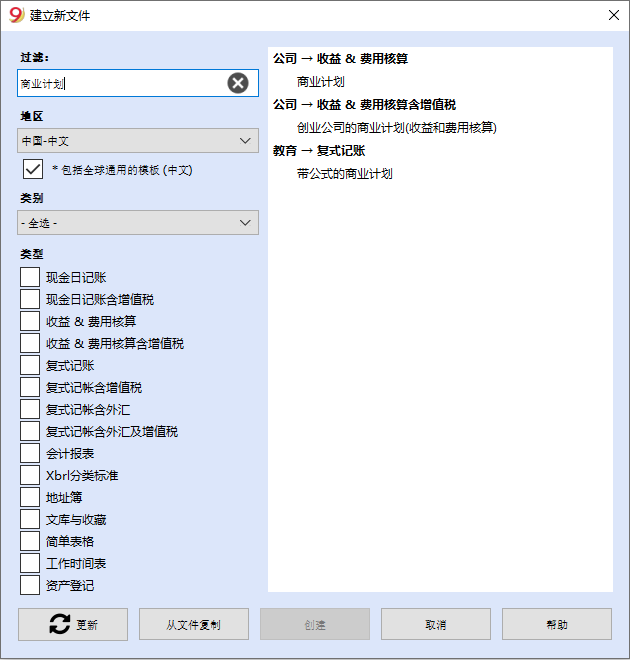 9 建立新文件
过滤:
商业计划
地区
中国-中文
* 包括全球通用的模板 (中文)
类别
- 全选 -
类型
现金日记账
现金日记账含增值税
收益 & 费用核算
收益 & 费用核算含增值税
复式记账
复式记帐含增值税
复式记帐含外汇
复式记帐含外汇及增值税
会计报表
Xbrl分类标准
地址簿
文库与收藏
简单表格
工作时间表
资产登记
公司 → 收益 & 费用核算
商业计划
公司 → 收益 & 费用核算含增值税
创业公司的商业计划(收益和费用核算)
教育 → 复式记账
带公式的商业计划
更新
从文件复制
创建
取消
帮助